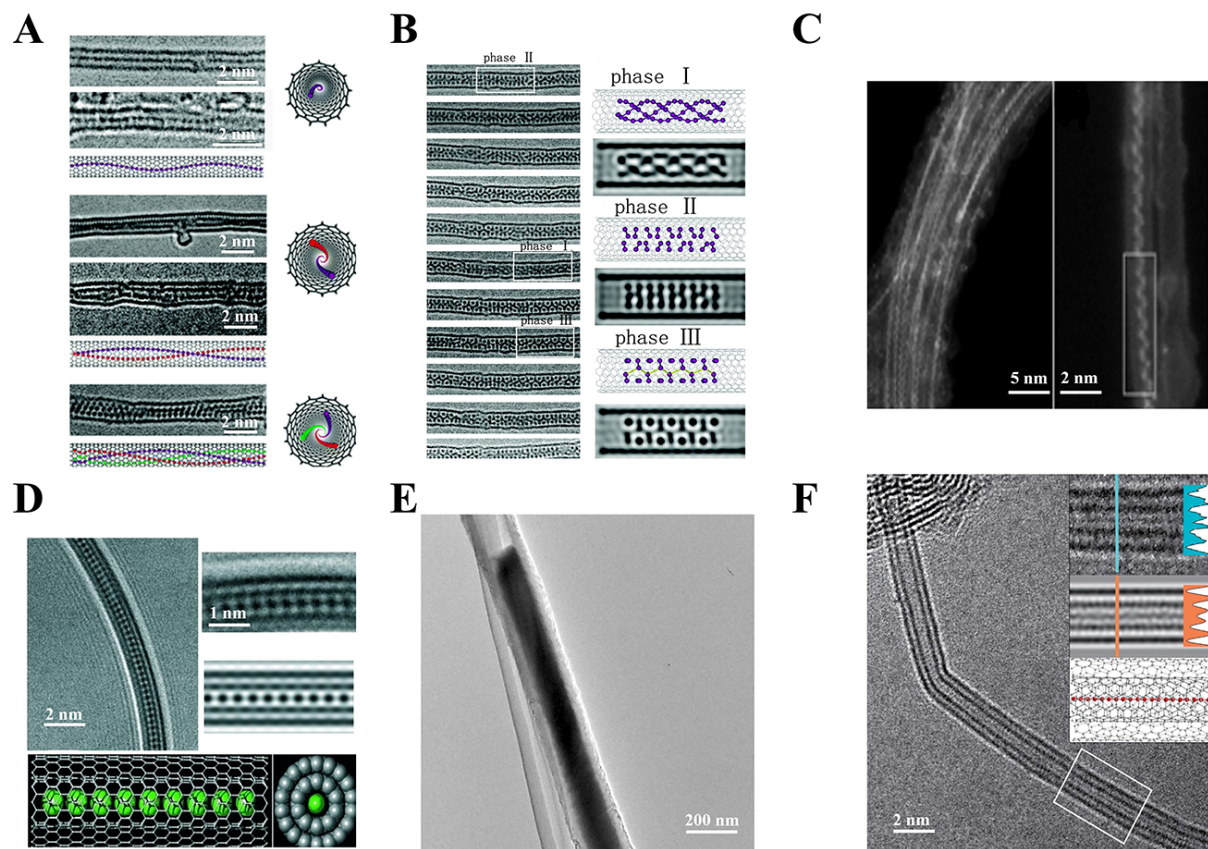 A
2 nm
2 nm
2 nm
2 nm
2 nm
B
phase II
phase I
phase III
phase I
phase II
phase III
C
5 nm
2 nm
D
2 nm
1 nm
E
200 nm
F
2 nm